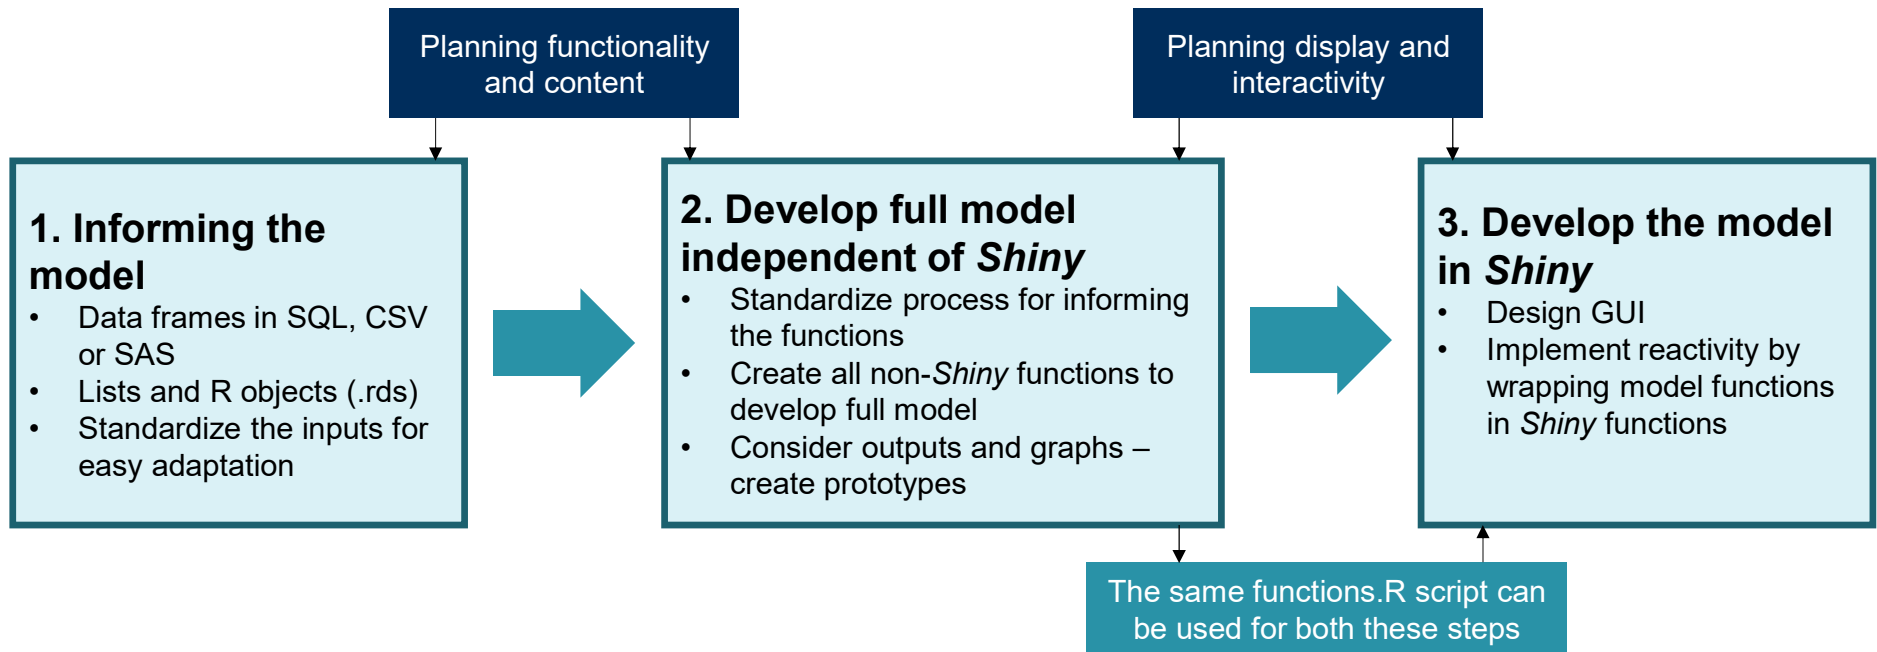 Planning functionality
and content
Planning display and
interactivity
1. Informing the
model
• Data frames in SQL, CSV
or SAS
• Lists and R objects (.rds)
• Standardize the inputs for
easy adaptation
2. Develop full model
independent of Shiny
• Standardize process for informing
the functions
• Create all non-Shiny functions to
develop full model
• Consider outputs and graphs –
create prototypes
3. Develop the model
in Shiny
• Design GUI
• Implement reactivity by
wrapping model functions
in Shiny functions
The same functions.R script can
be used for both these steps